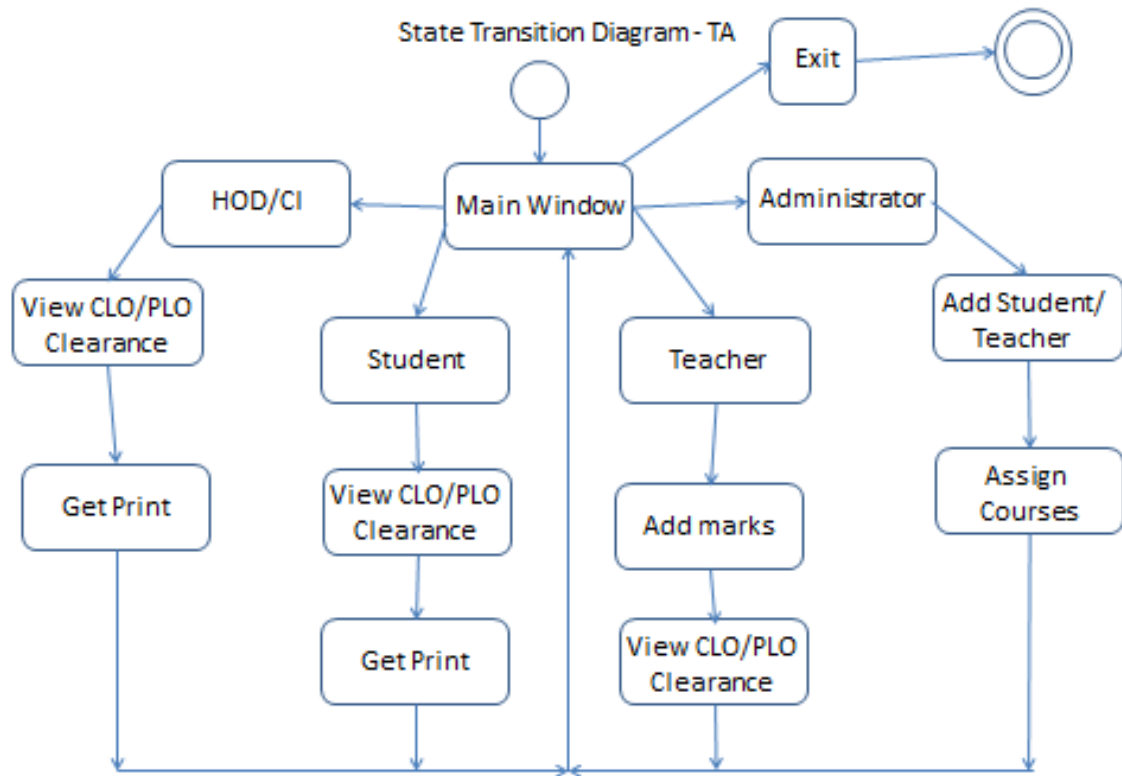 State Transition Diagram - TA
Exit
HOD/CI
Main Window
Administrator
View CLO/PLO
Clearance
Student
Teacher
Add Student/
Teacher
Get Print
View CLO/PLO
Clearance
Add marks
Assign
Courses
Get Print
View CLO/PLO
Clearance